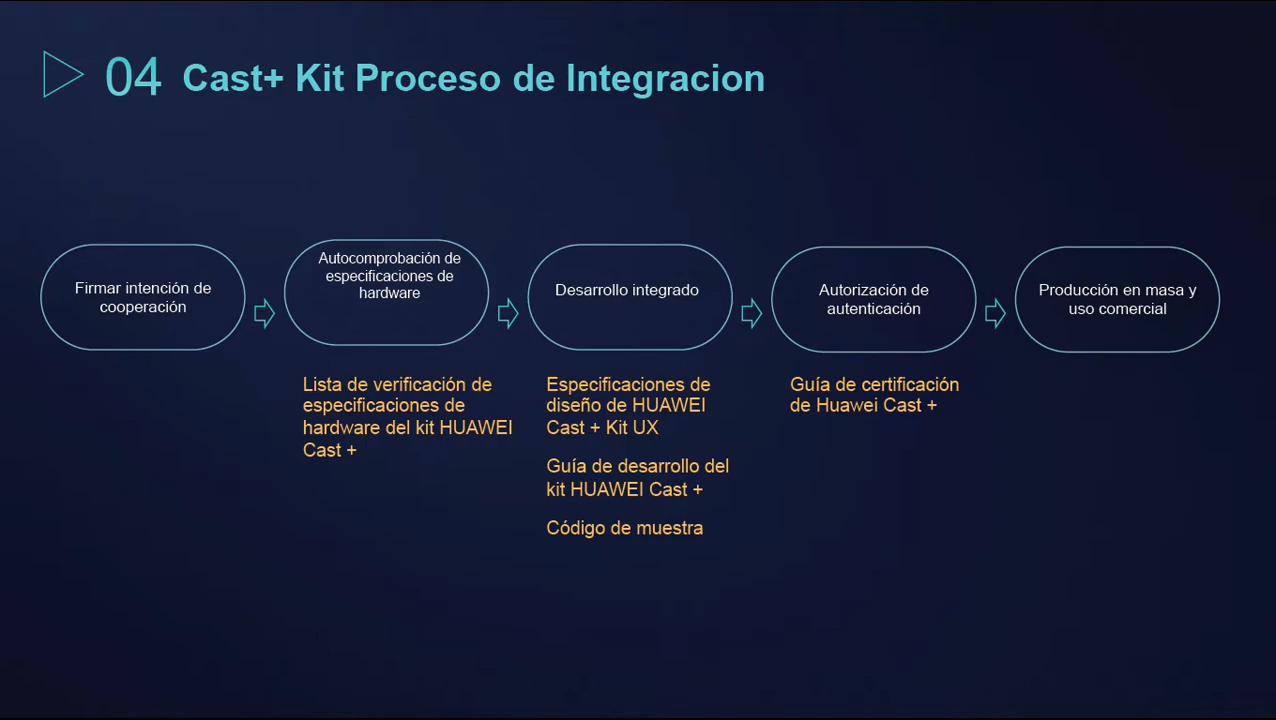 04 Cast+ Kit Proceso de Integracion
Firmar intención de
cooperación
Autocomprobación de
especificaciones de
hardware
Desarrollo integrado
Autorización de
autenticación
Producción en masa y
uso comercial
Lista de verificación de
especificaciones de
hardware del kit HUAWEI
Cast +
Especificaciones de
diseño de HUAWEI
Cast + Kit UX
Guía de desarrollo del
kit HUAWEI Cast +
Código de muestra
Guía de certificación
de Huawei Cast +